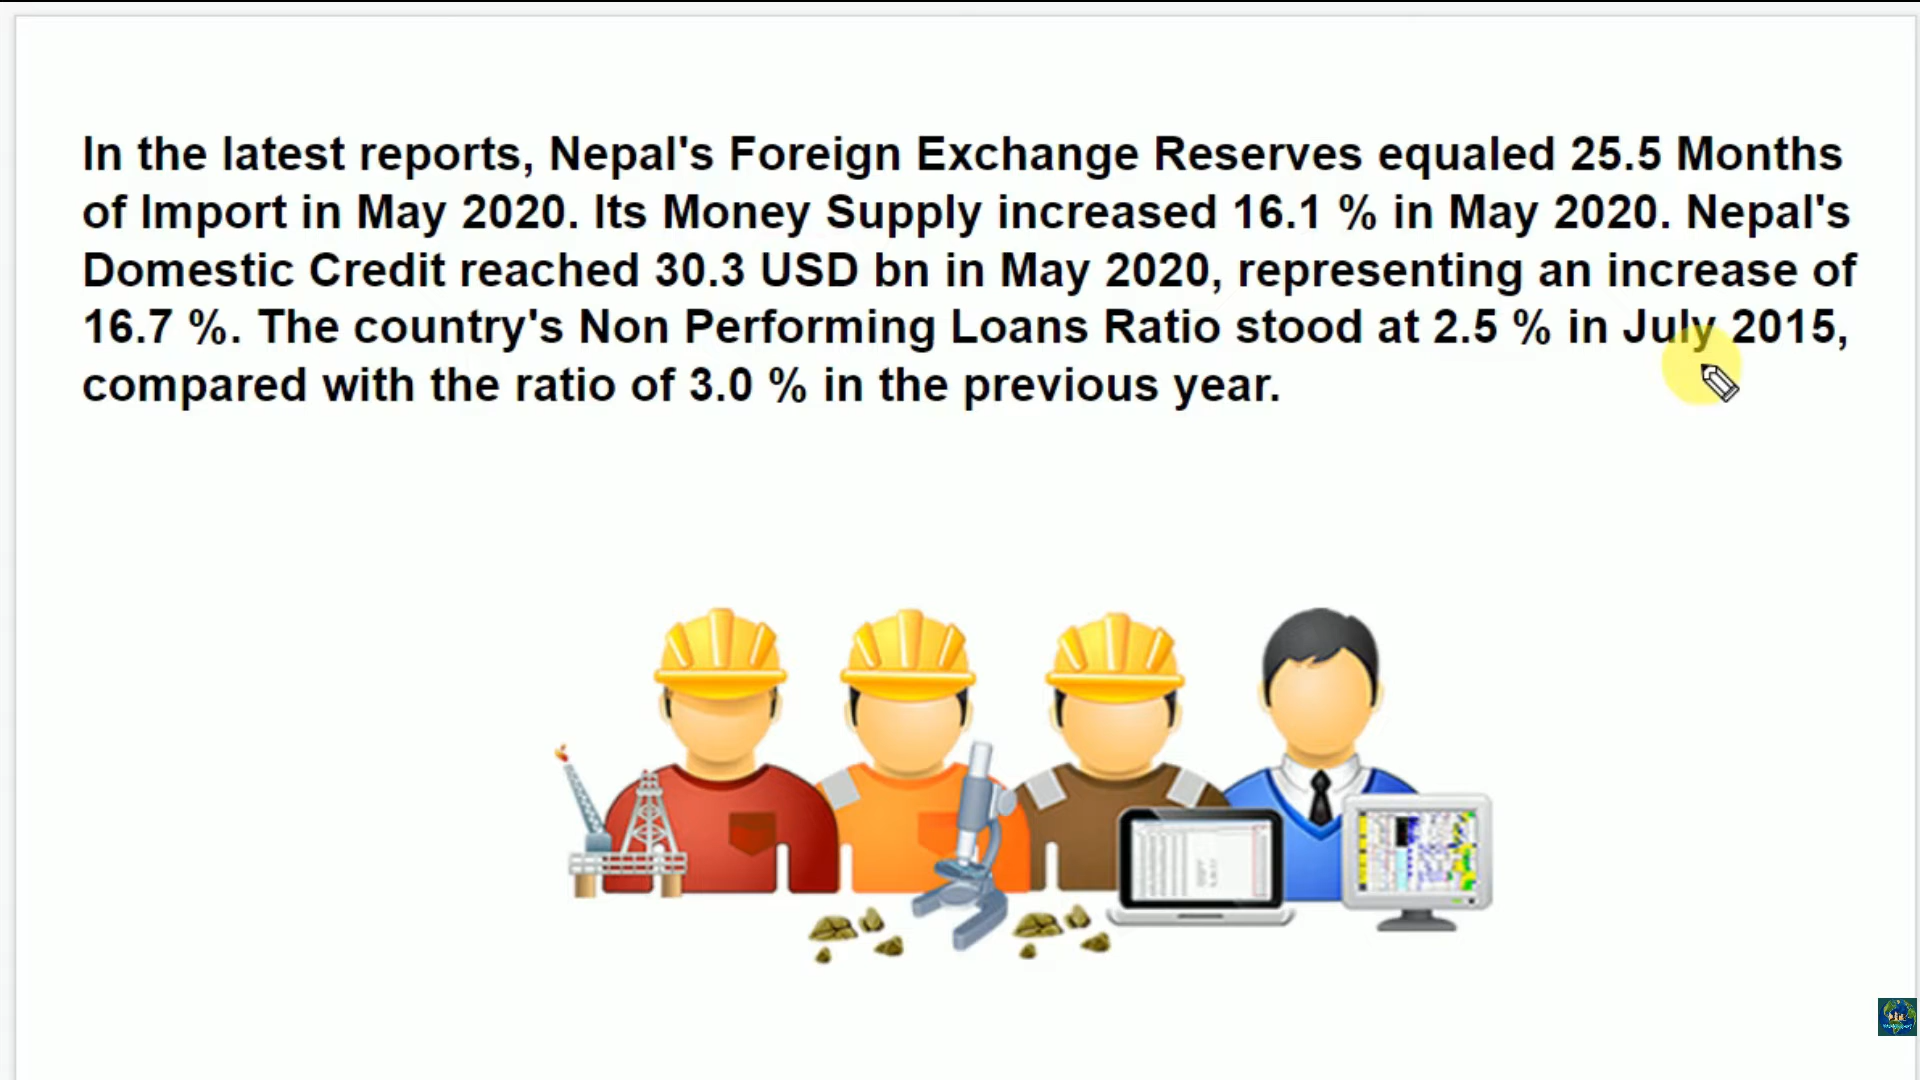 In the latest reports, Nepal's Foreign Exchange Reserves equaled 25.5 Months
of Import in May 2020. Its Money Supply increased 16.1 % in May 2020. Nepal's
Domestic Credit reached 30.3 USD bn in May 2020, representing an increase of
16.7 %. The country's Non Performing Loans Ratio stood at 2.5 % in July 2015,
compared with the ratio of 3.0 % in the previous year.